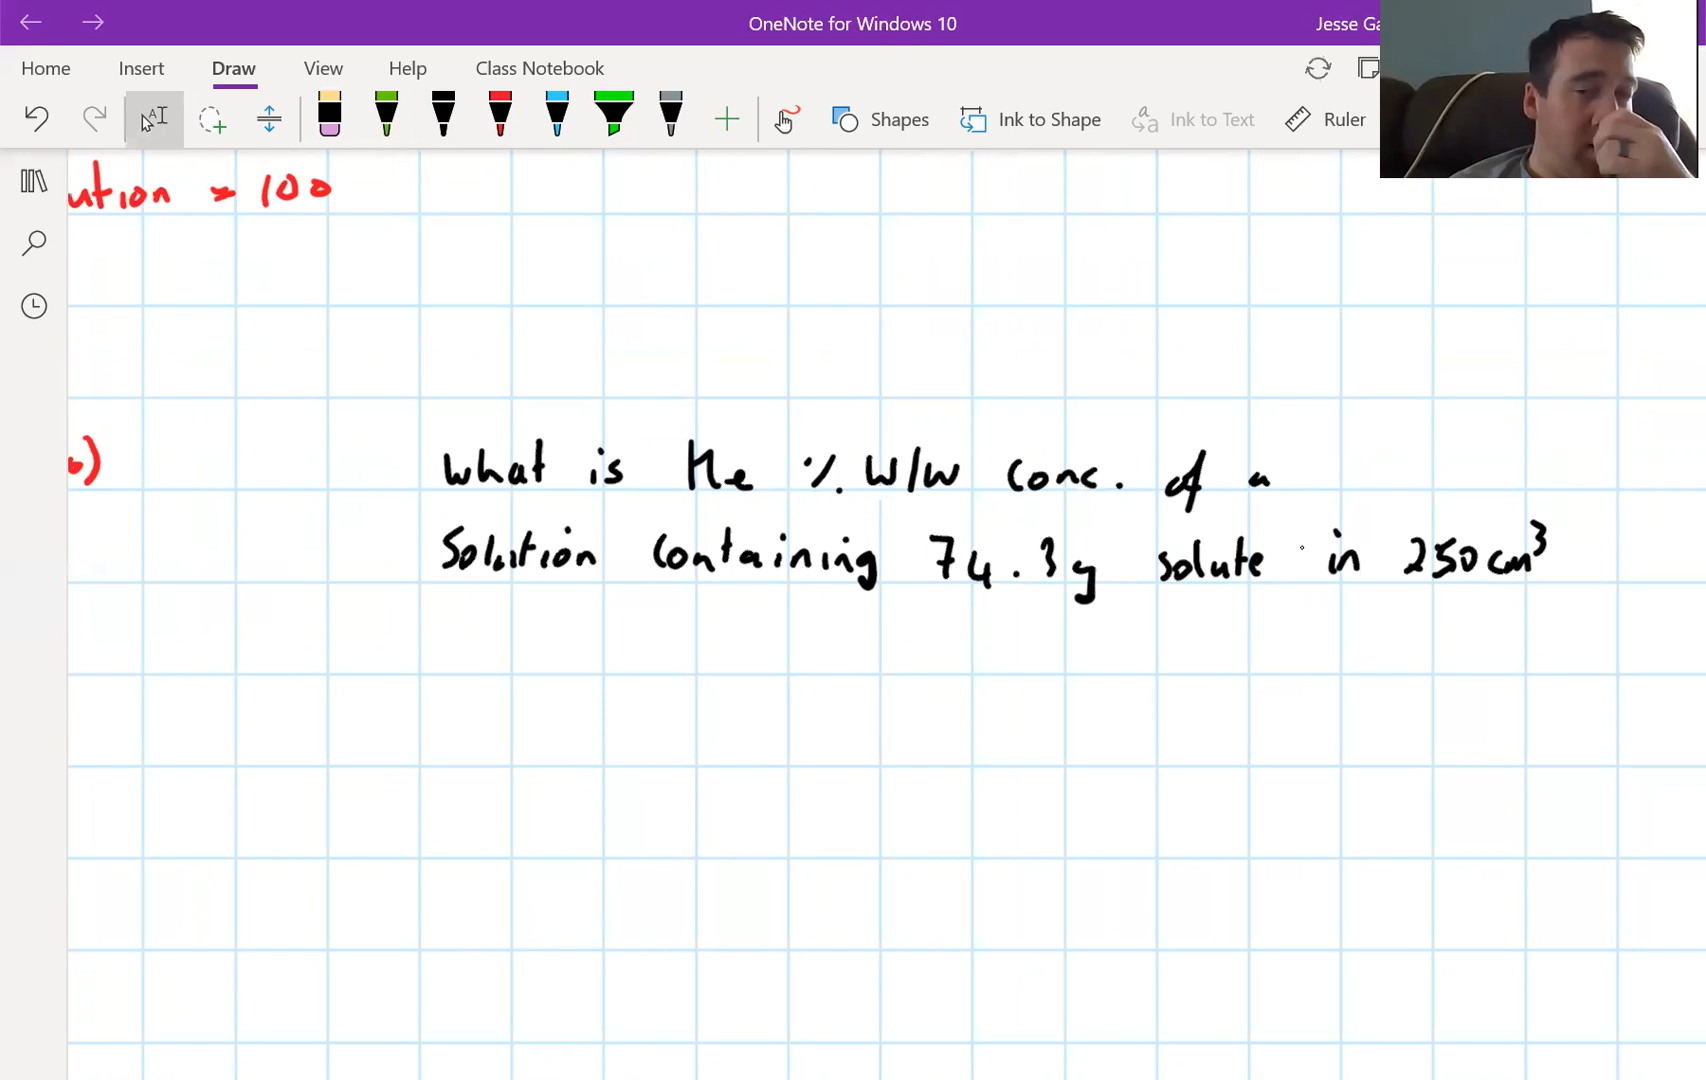 OneNote for Windows 10
Jesse Ga
Home Insert Draw View Help Class Notebook
Shapes Ink to Shape Ink to Text Ruler
ution = 100
What is the % W/W conc. of a
Solution containing 74.3g solute in 250cm³